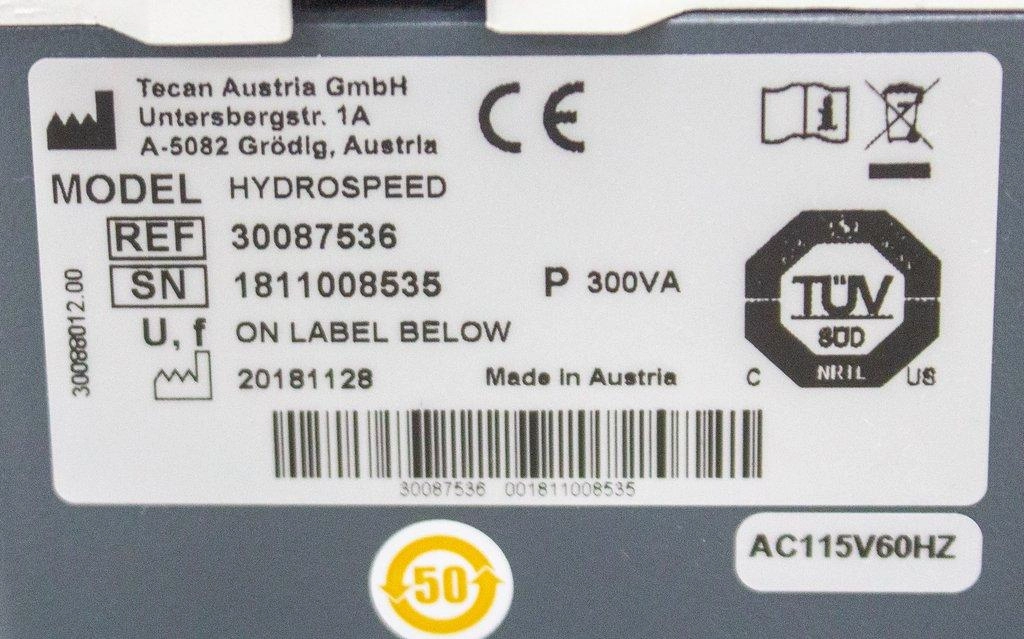 Tecan Austria GmbH
Untersbergstr. 1A
A-5082 Grödig, Austria
CE
MODEL HYDROSPEED
REF 30087536
SN 1811008535 P 300VA
U, f ON LABEL BELOW
20181128 Made in Austria
30088012.00
TÜV
SÜD
C NRTL US
30087536 001811008535
50
AC115V60HZ